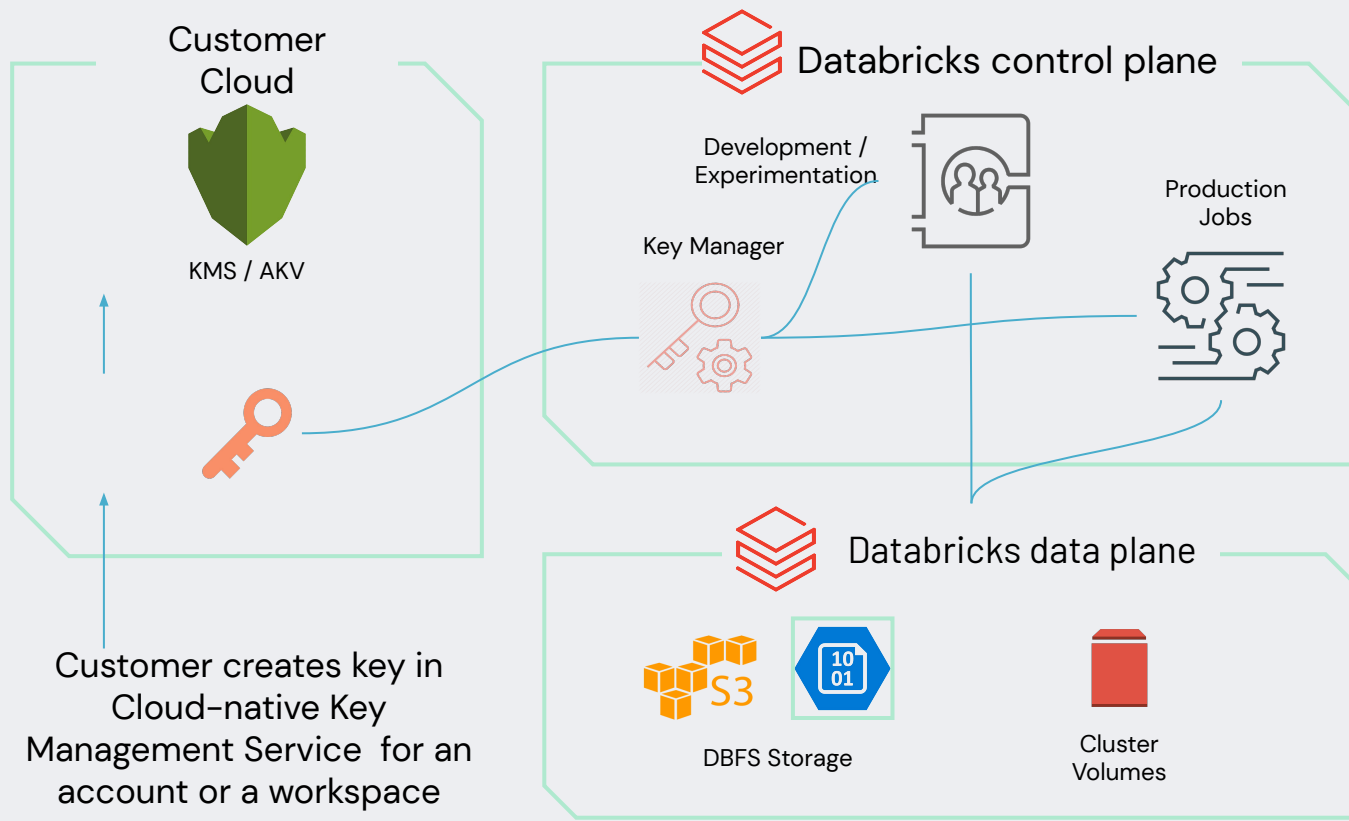 Customer
Cloud
KMS / AKV
Customer creates key in
Cloud-native Key
Management Service for an
account or a workspace
Databricks control plane
Development /
Experimentation
Production
Jobs
Key Manager
Databricks data plane
S3
10
01
DBFS Storage
Cluster
Volumes